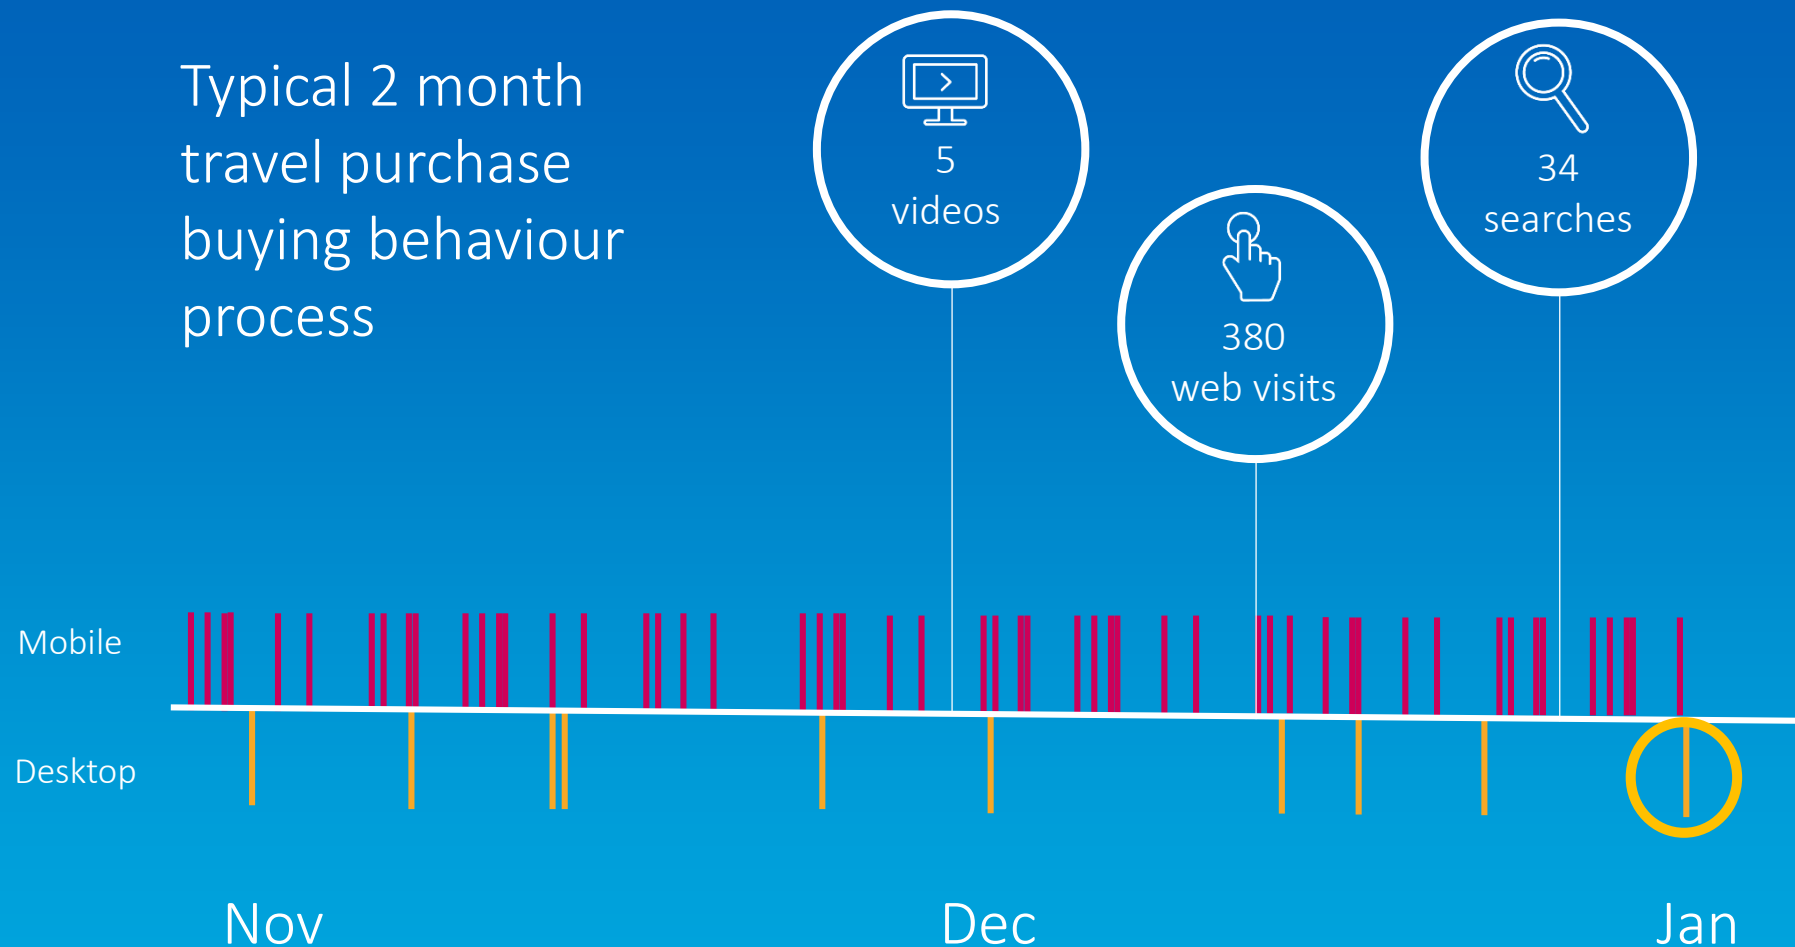 Typical 2 month
travel purchase
buying behaviour
process
5
videos
380
web visits
34
searches
Mobile
Desktop
Nov
Dec
Jan